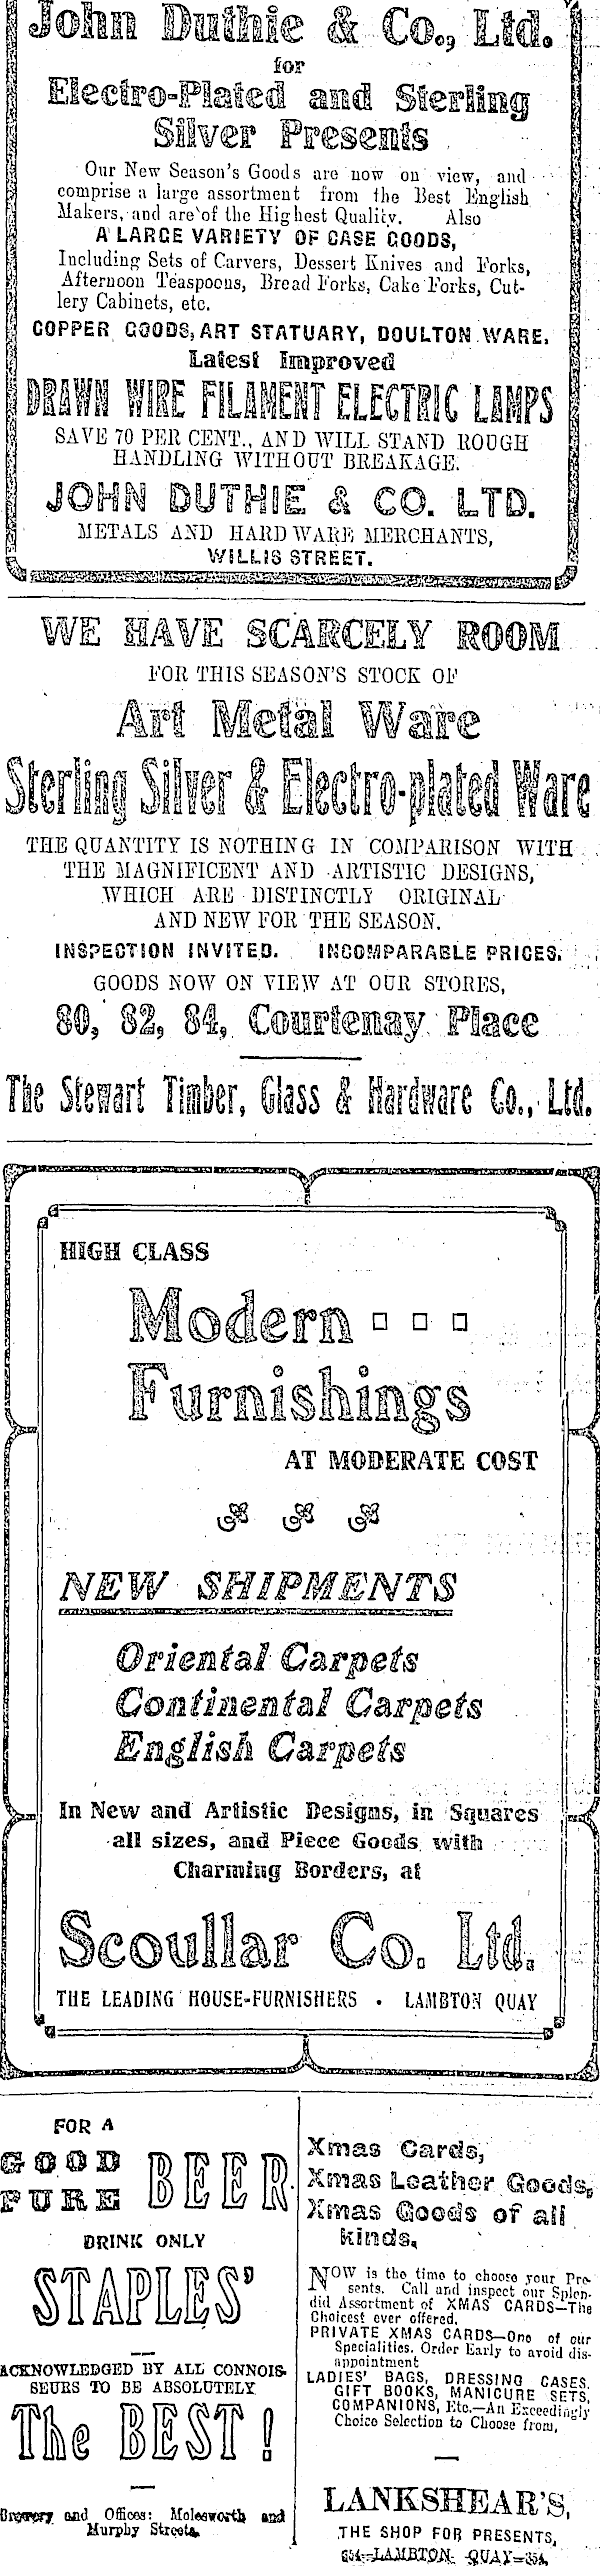 John Duthie & Co., Ltd.
for
Electro-Plated and Sterling
Silver Presents
Our New Season's Goods are now on view, and
comprise a large assortment from the Best English
Makers, and are of the Highest Quality. Also
A LARGE VARIETY OF CASE GOODS,
Including Sets of Carvers, Dessert Knives and Forks,
Afternoon Teaspoons, Bread Forks, Cake Forks, Cut-
lery Cabinets, etc.
COPPER GOODS, ART STATUARY, DOULTON WARE.
Latest Improved
DRAWN WIRE FILAMENT ELECTRIC LAMPS
SAVE 70 PER CENT., AND WILL STAND ROUGH
HANDLING WITHOUT BREAKAGE.
JOHN DUTHIE & CO. LTD.
METALS AND HARDWARE MERCHANTS,
WILLIS STREET.
WE HAVE SCARCELY ROOM
FOR THIS SEASON'S STOCK OF
Art Metal Ware
Sterling Silver & Electro-plated Ware
THE QUANTITY IS NOTHING IN COMPARISON WITH
THE MAGNIFICENT AND ARTISTIC DESIGNS,
WHICH ARE DISTINCTLY ORIGINAL
AND NEW FOR THE SEASON.
INSPECTION INVITED. INCOMPARABLE PRICES.
GOODS NOW ON VIEW AT OUR STORES,
80, 82, 84, Courtenay Place
The Stewart Timber, Glass & Hardware Co., Ltd.
HIGH CLASS
Modern
Furnishings
AT MODERATE COST
NEW SHIPMENTS
Oriental Carpets
Continental Carpets
English Carpets
In New and Artistic Designs, in Squares
all sizes, and Piece Goods with
Charming Borders, at
Scoullar Co. Ltd.
THE LEADING HOUSE-FURNISHERS • LAMBTON QUAY
FOR A
GOOD PURE BEER
DRINK ONLY
STAPLES'
ACKNOWLEDGED BY ALL CONNOIS-
SEURS TO BE ABSOLUTELY
The BEST!
Brewery and Offices: Molesworth and
Murphy Streets.
Xmas Cards,
Xmas Leather Goods,
Xmas Goods of all
kinds.
NOW is the time to choose your Pre-
sents. Call and inspect our Splen-
did Assortment of XMAS CARDS—The
Choicest ever offered.
PRIVATE XMAS CARDS—One of our
Specialities. Order Early to avoid dis-
appointment
LADIES' BAGS, DRESSING CASES,
GIFT BOOKS, MANICURE SETS,
COMPANIONS, Etc.—An Exceedingly
Choice Selection to Choose from,
LANKSHEAR'S,
THE SHOP FOR PRESENTS,
LAMBTON QUAY